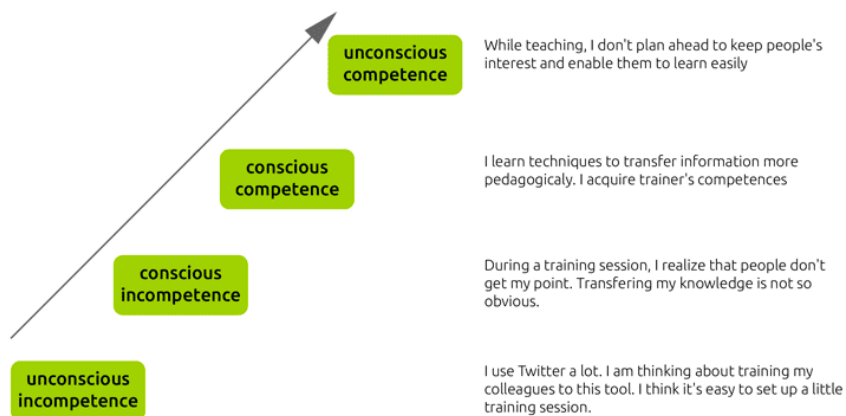 unconscious
competence
While teaching, I don't plan ahead to keep people's
interest and enable them to learn easily
conscious
competence
I learn techniques to transfer information more
pedagogicaly. I acquire trainer's competences
conscious
incompetence
During a training session, I realize that people don't
get my point. Transfering my knowledge is not so
obvious.
unconscious
incompetence
I use Twitter a lot. I am thinking about training my
colleagues to this tool. I think it's easy to set up a little
training session.